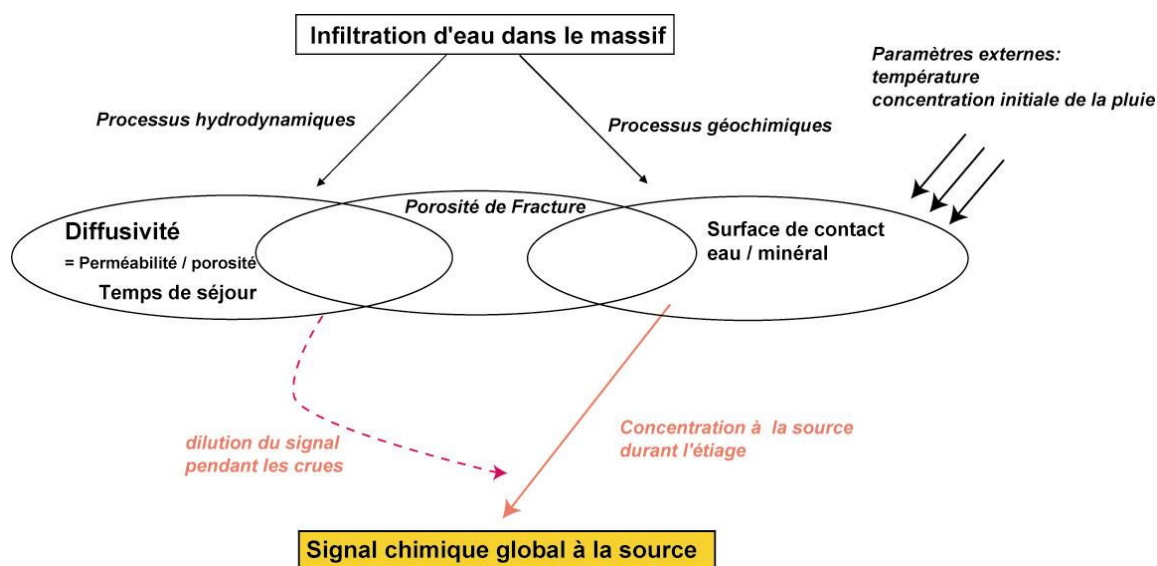 Infiltration d'eau dans le massif
Paramètres externes:
température
concentration initiale de la pluie
Processus hydrodynamiques
Processus géochimiques
Porosité de Fracture
Diffusivité
= Perméabilité / porosité
Temps de séjour
Surface de contact
eau / minéral
dilution du signal
pendant les crues
Concentration à la source
durant l'étiage
Signal chimique global à la source